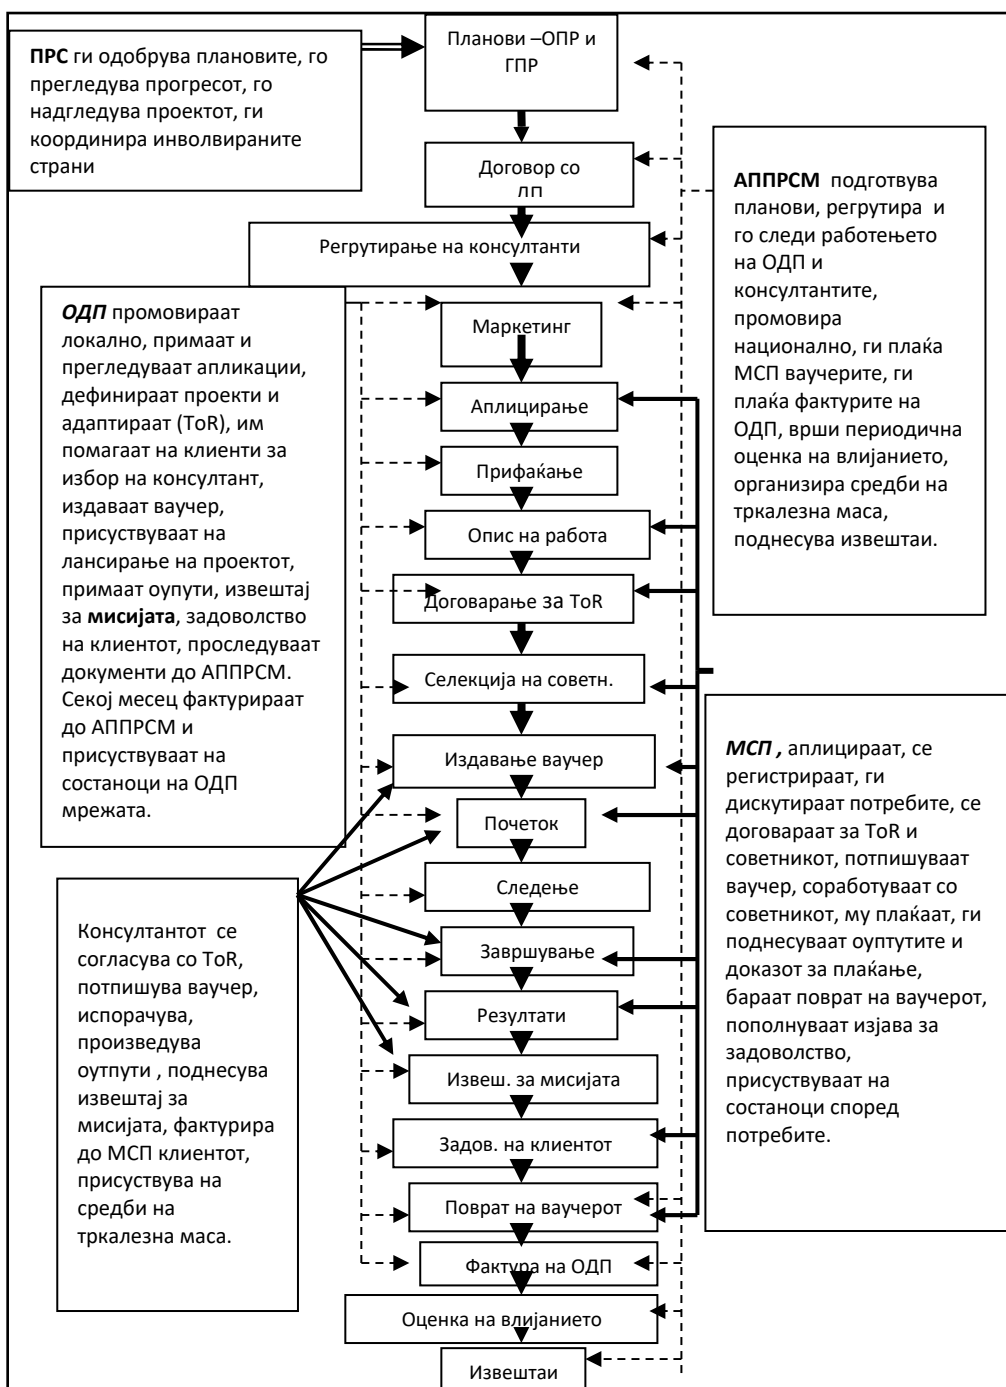 ПРС ги одобрува плановите, го
прегледува прогресот, го
надгледува проектот, ги
координира инволвираните
страни
Планови –ОПР и
ГПР
Договор со
Регрутирање на консултанти
Маркетинг
Аплицирање
Прифаќање
Опис на работа
Договарање за ToR
Селекција на советн.
Издавање ваучер
Почеток
Следење
Завршување
Резултати
Извеш. за мисијата
Задов. на клиентот
Поврат на ваучерот
Фактура на ОДП
Оценка на влијанието
Извештаи
ОДП промовираат
локално, примаат и
прегледуваат апликации,
дефинираат проекти и
адаптираат (ToR), им
помагаат на клиенти за
избор на консултант,
издаваат ваучер,
присуствуваат на
лансирање на проектот,
примаат оупути, извештај
за мисијата, задоволство
на клиентот, проследуваат
документи до АППРСМ.
Секој месец фактурираат
до АППРСМ и
присуствуваат на
состаноци на ОДП
мрежата.
Консултантот се
согласува со ToR,
потпишува ваучер,
испорачува,
произведува
оутпути , поднесува
извештај за
мисијата, фактурира
до МСП клиентот,
присуствува на
средби на
тркалезна маса.
АППРСМ подготвува
планови, регрутира и
го следи работењето
на ОДП и
консултантите,
промовира
национално, ги плаќа
МСП ваучерите, ги
плаќа фактурите на
ОДП, врши периодична
оценка на влијанието,
организира средби на
тркалезна маса,
поднесува извештаи.
МСП , аплицираат, се
регистрираат, ги
дискутираат потребите, се
договараат за ToR и
советникот, потпишуваат
ваучер, соработуваат со
советникот, му плаќаат, ги
поднесуваат оуптутите и
доказот за плаќање,
бараат поврат на ваучерот,
пополнуваат изјава за
задоволство,
присуствуваат на
состаноци според
потребите.